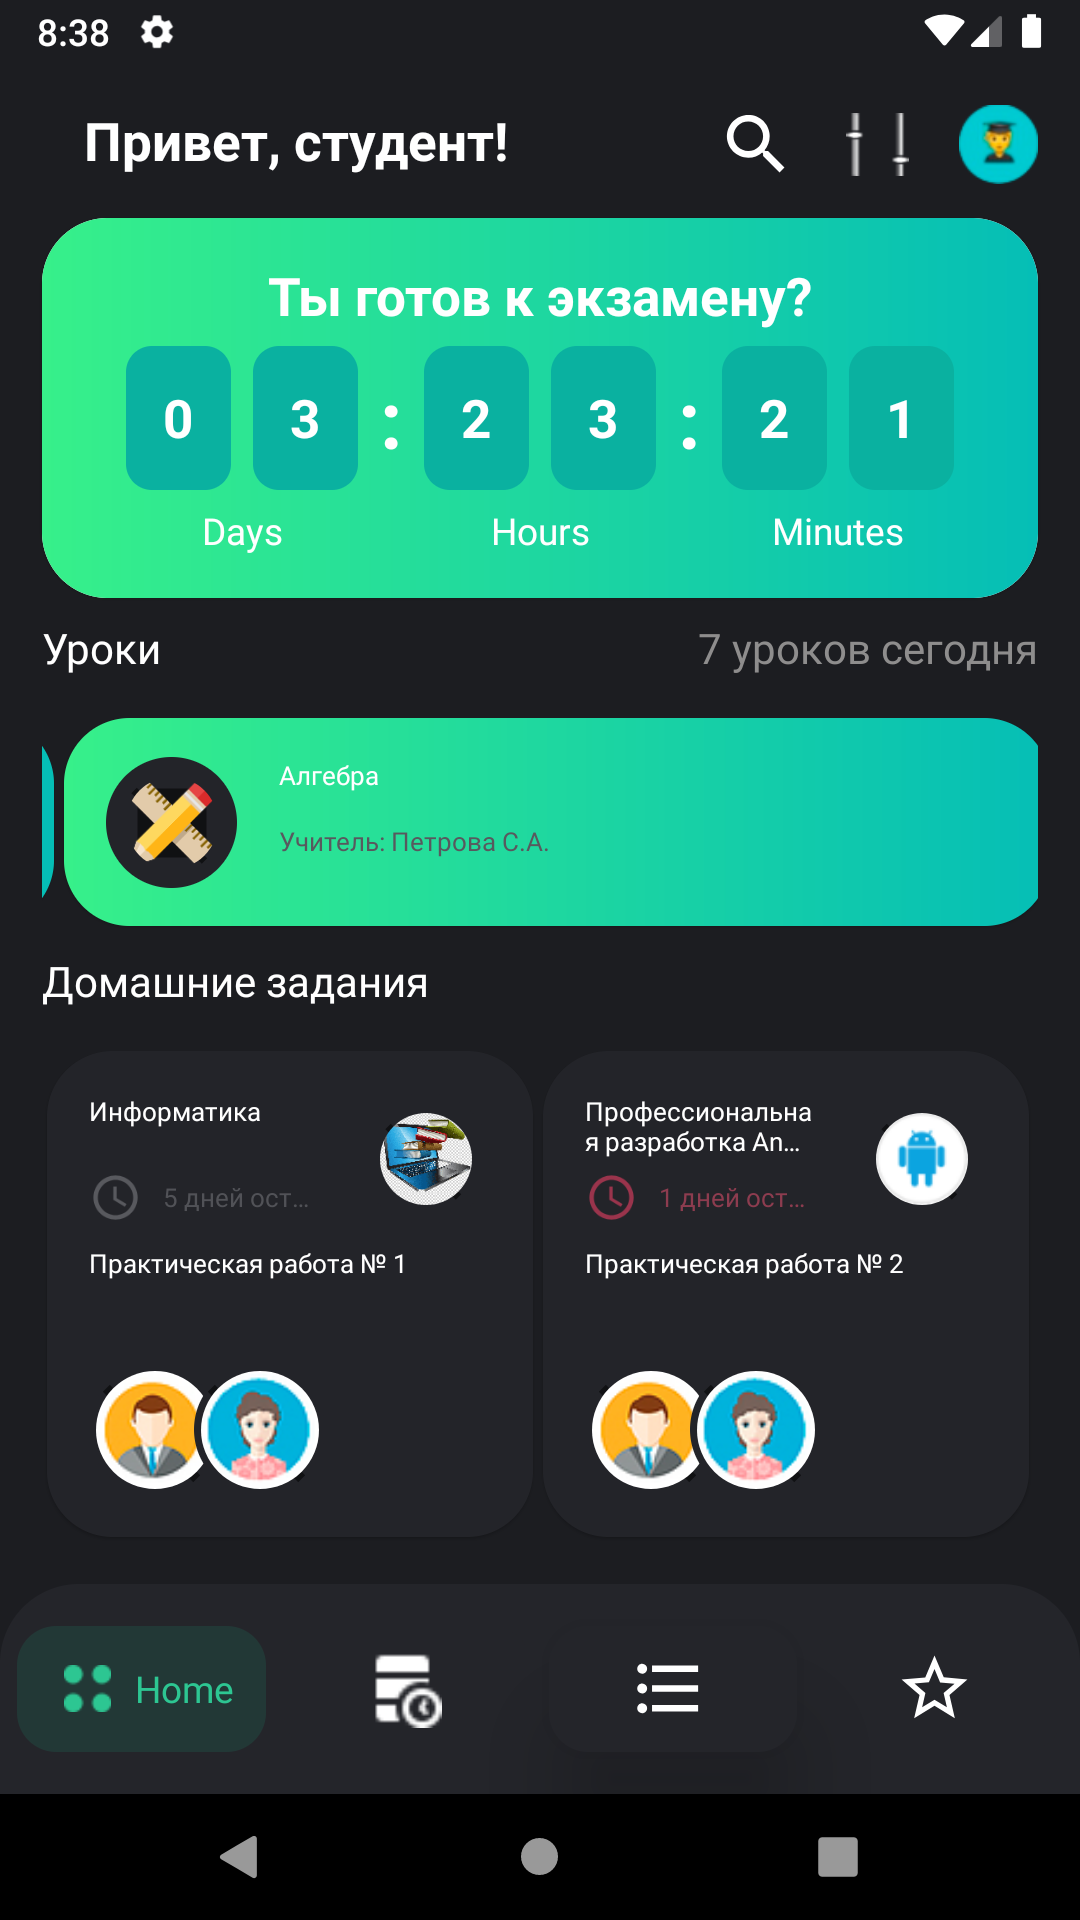 8:38
Привет, студент!
Ты готов к экзамену?
0 3 : 2 3 : 2 1
Days Hours Minutes
Уроки 7 уроков сегодня
Алгебра
Учитель: Петрова С.А.
Домашние задания
Информатика
5 дней ост...
Практическая работа № 1
Профессиональна
я разработка An...
1 дней ост...
Практическая работа № 2
Home